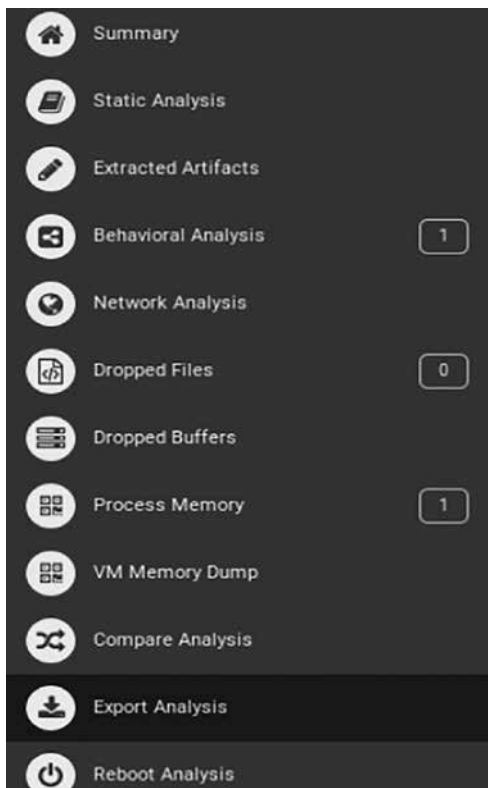 Summary
Static Analysis
Extracted Artifacts
Behavioral Analysis 1
Network Analysis
Dropped Files 0
Dropped Buffers
Process Memory 1
VM Memory Dump
Compare Analysis
Export Analysis
Reboot Analysis